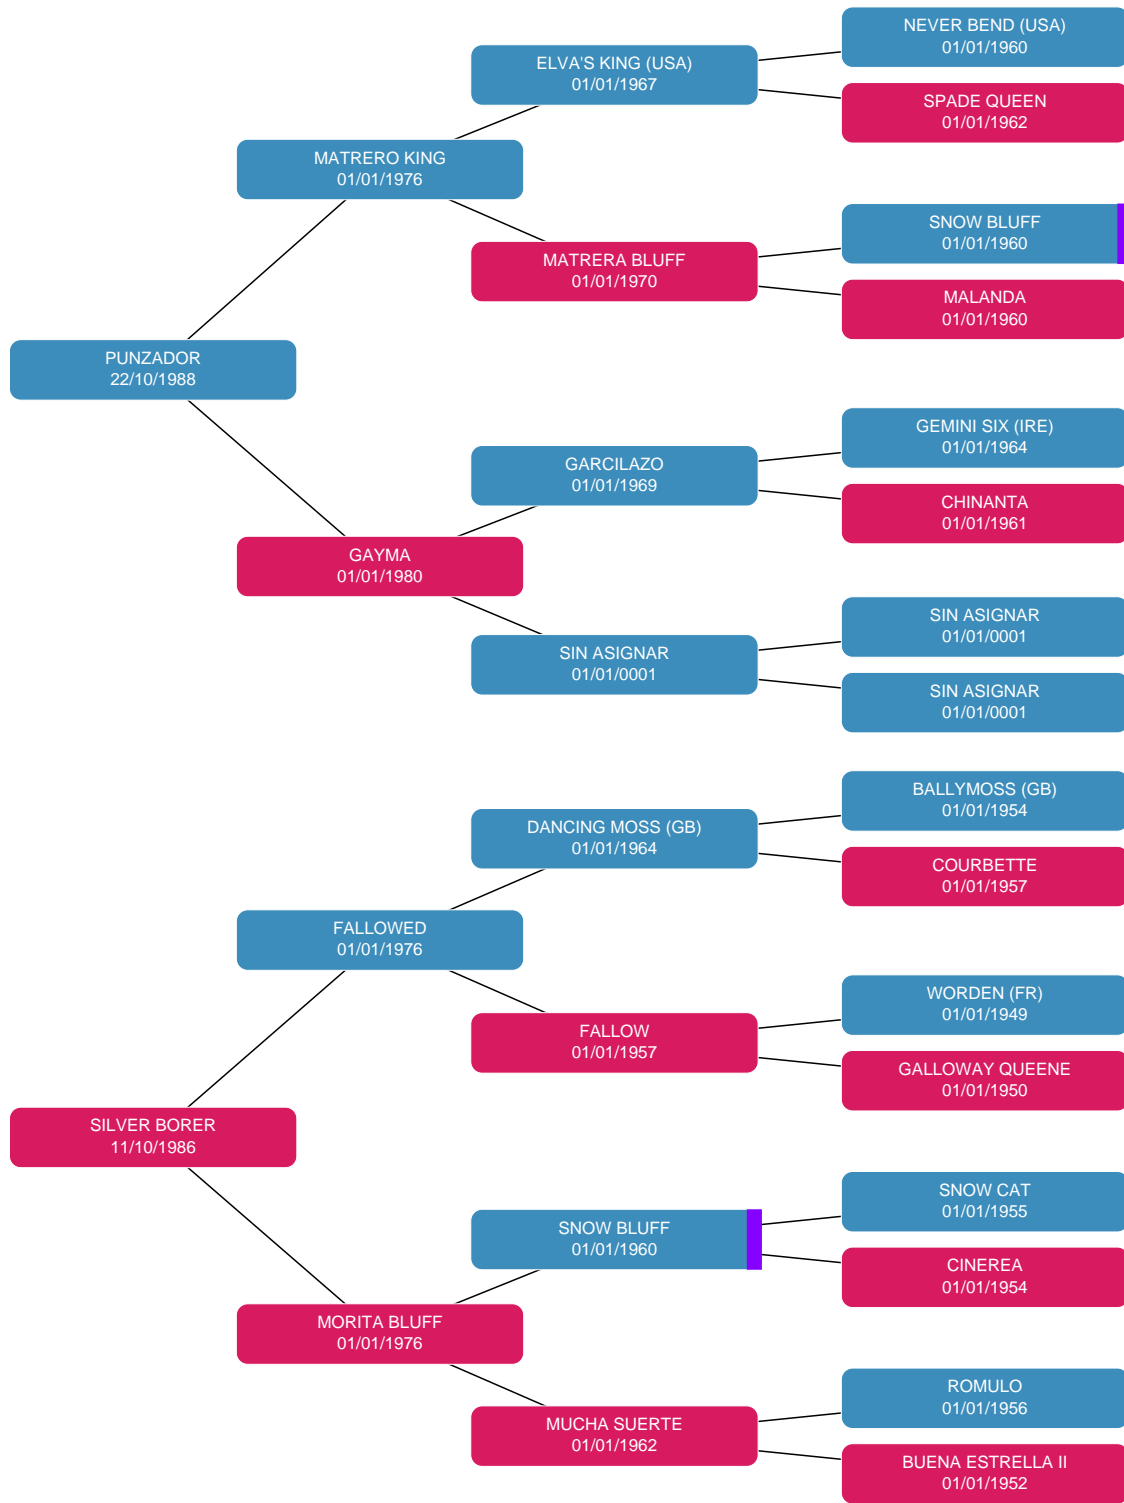 NEVER BEND (USA)
01/01/1960
ELVA'S KING (USA)
01/01/1967
SPADE QUEEN
01/01/1962
MATRERO KING
01/01/1976
SNOW BLUFF
01/01/1960
MATRERA BLUFF
01/01/1970
MALANDA
01/01/1960
PUNZADOR
22/10/1988
GEMINI SIX (IRE)
01/01/1964
GARCILAZO
01/01/1969
CHINANTA
01/01/1961
GAYMA
01/01/1980
SIN ASIGNAR
01/01/0001
SIN ASIGNAR
01/01/0001
SIN ASIGNAR
01/01/0001
BALLYMOSS (GB)
01/01/1954
DANCING MOSS (GB)
01/01/1964
COURBETTE
01/01/1957
FALLOWED
01/01/1976
WORDEN (FR)
01/01/1949
FALLOW
01/01/1957
GALLOWAY QUEENE
01/01/1950
SILVER BORER
11/10/1986
SNOW CAT
01/01/1955
SNOW BLUFF
01/01/1960
CINEREA
01/01/1954
MORITA BLUFF
01/01/1976
ROMULO
01/01/1956
MUCHA SUERTE
01/01/1962
BUENA ESTRELLA II
01/01/1952